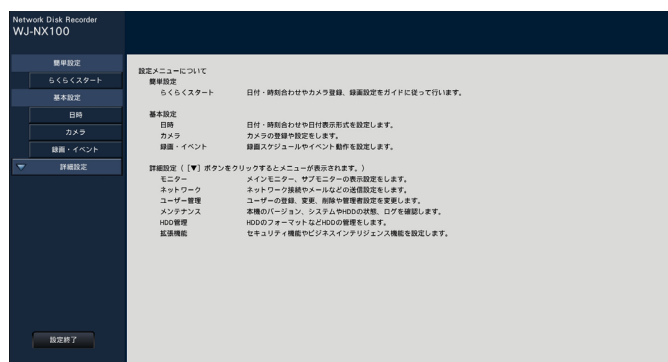 Network Disk Recorder
WJ-NX100
簡単設定
らくらくスタート
基本設定
日時
カメラ
録画・イベント
▼ 詳細設定
設定終了
設定メニューについて
簡単設定
らくらくスタート 日付・時刻合わせやカメラ登録、録画設定をガイドに従って行います。
基本設定
日時 日付・時刻合わせや日付表示形式を設定します。
カメラ カメラの登録や設定をします。
録画・イベント 録画スケジュールやイベント動作を設定します。
詳細設定（［▼］ボタンをクリックするとメニューが表示されます。）
モニター メインモニター、サブモニターの表示設定をします。
ネットワーク ネットワーク接続やメールなどの送信設定をします。
ユーザー管理 ユーザーの登録、変更、削除や管理者設定を変更します。
メンテナンス 本機のバージョン、システムやHDDの状態、ログを確認します。
HDD管理 HDDのフォーマットなどHDDの管理をします。
拡張機能 セキュリティ機能やビジネスインテリジェンス機能を設定します。